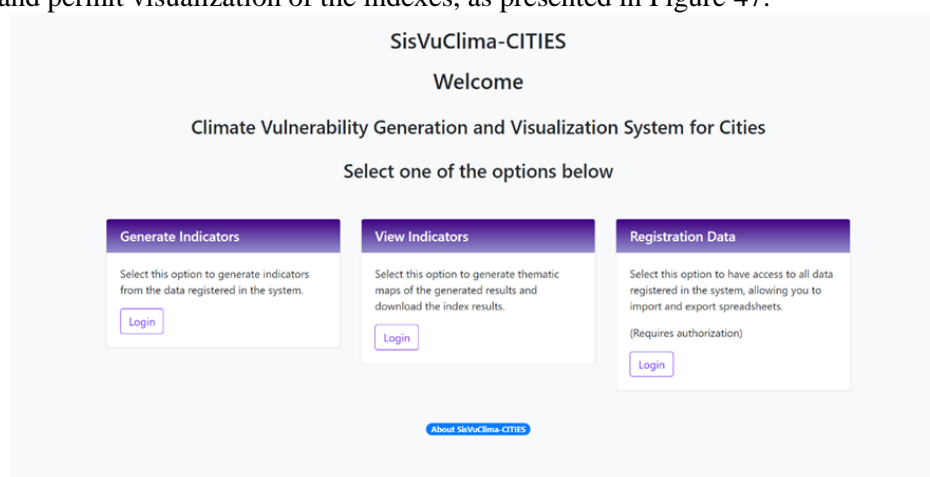 and permit visualization of the indexes, as presented in Figure 47.
SisVuClima-CITIES
Welcome
Climate Vulnerability Generation and Visualization System for Cities
Select one of the options below
Generate Indicators
Select this option to generate indicators
from the data registered in the system.
Login
View Indicators
Select this option to generate thematic
maps of the generated results and
download the index results.
Login
Registration Data
Select this option to have access to all data
registered in the system, allowing you to
import and export spreadsheets.
(Requires authorization)
Login
About SisVuClima-CITIES